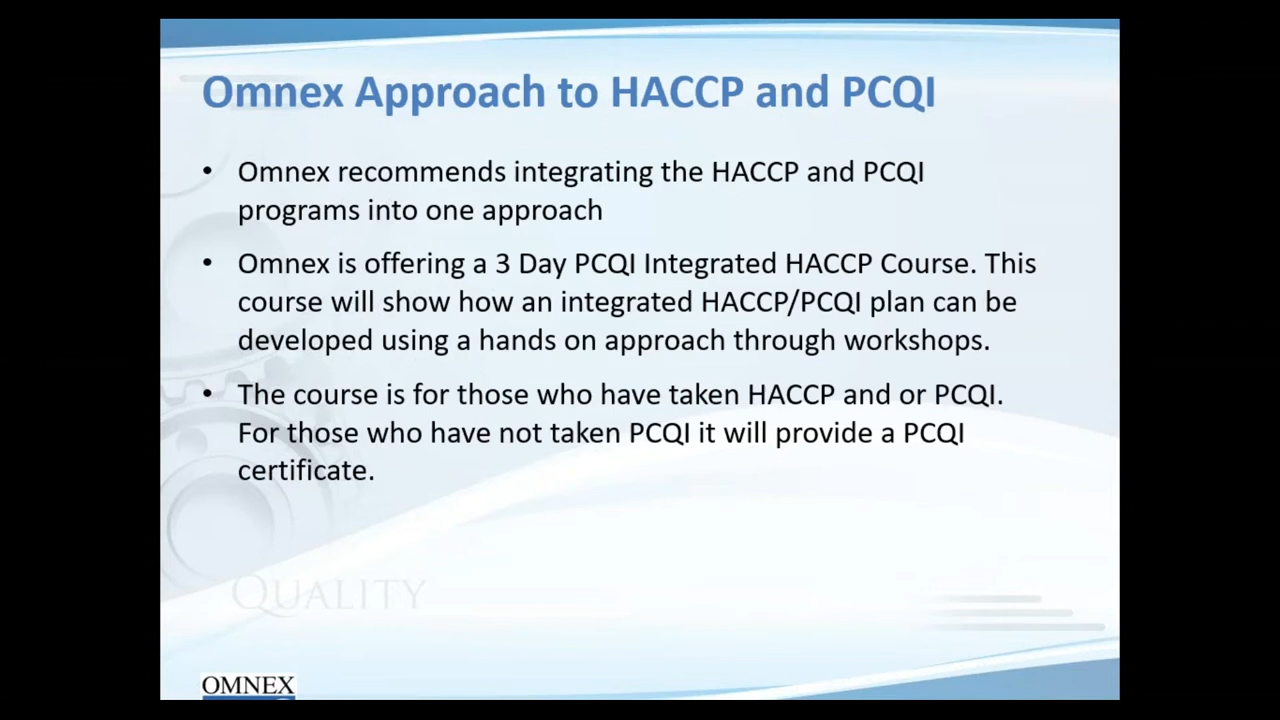 Omnex Approach to HACCP and PCQI
• Omnex recommends integrating the HACCP and PCQI
programs into one approach
• Omnex is offering a 3 Day PCQI Integrated HACCP Course. This
course will show how an integrated HACCP/PCQI plan can be
developed using a hands on approach through workshops.
• The course is for those who have taken HACCP and or PCQI.
For those who have not taken PCQI it will provide a PCQI
certificate.
QUALITY
OMNEX